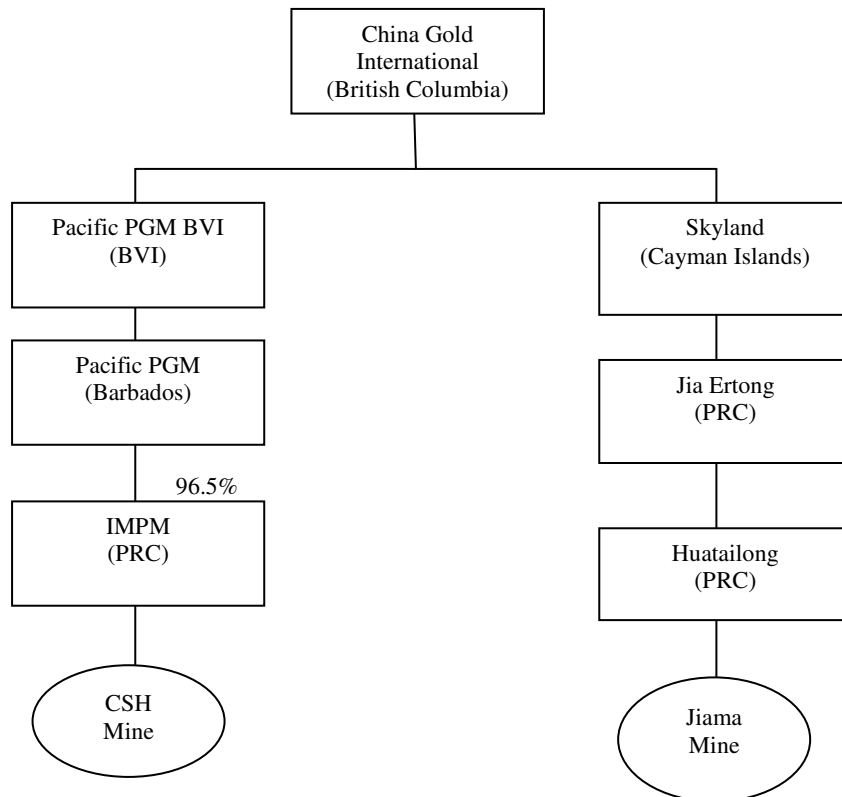 China Gold
International
(British Columbia)
Pacific PGM BVI
(BVI)
Skyland
(Cayman Islands)
Pacific PGM
(Barbados)
Jia Ertong
(PRC)
96.5%
IMPM
(PRC)
Huatailong
(PRC)
CSH
Mine
Jiama
Mine